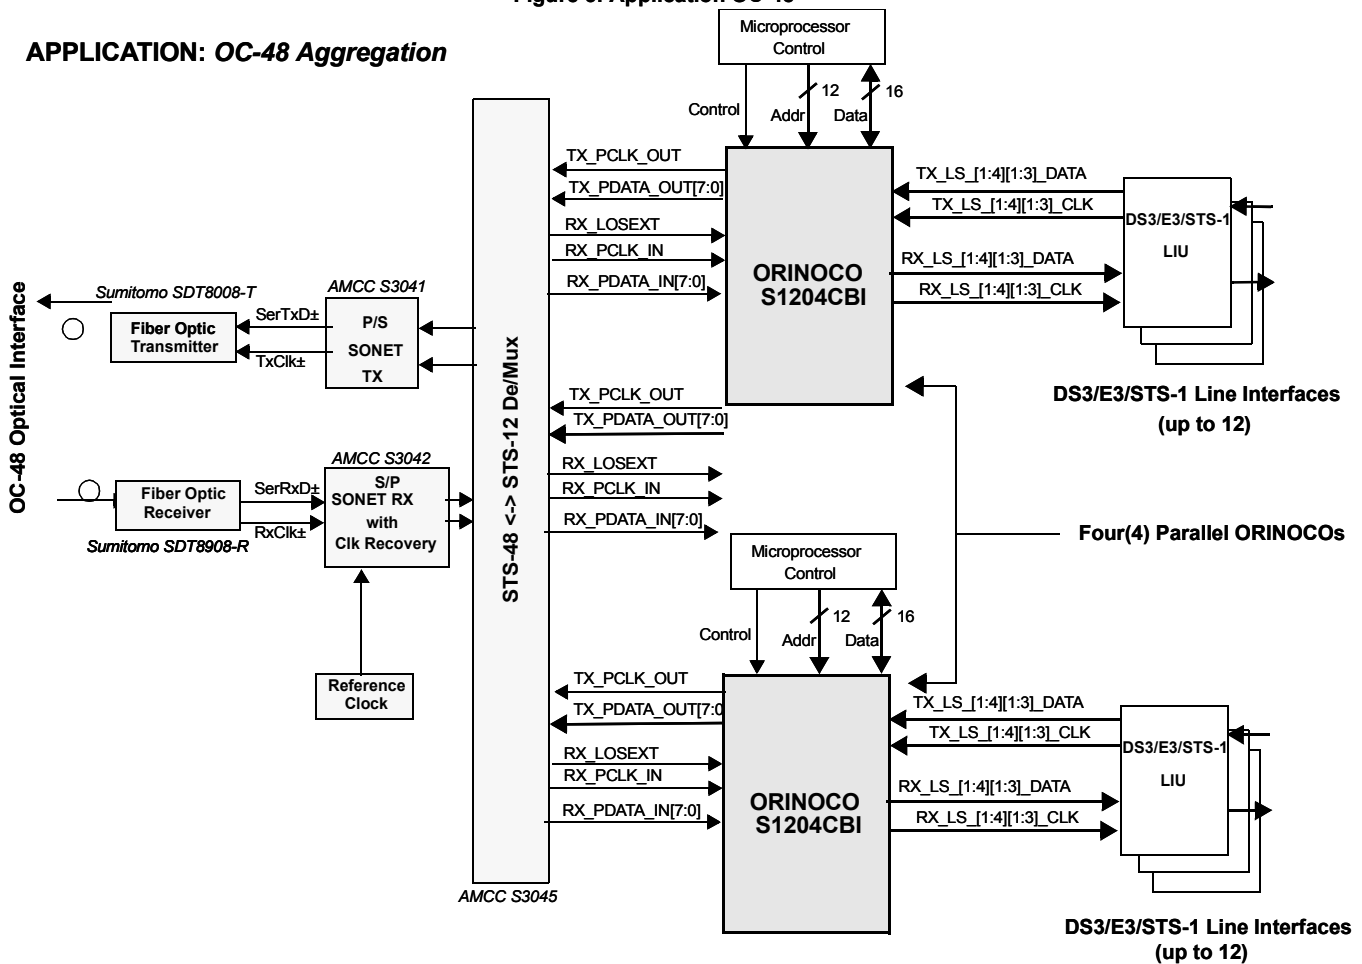 APPLICATION: OC-48 Aggregation
Microprocessor
Control
Control
12
Addr
16
Data
TX_PCLK_OUT
TX_PDATA_OUT[7:0]
RX_LOSEXT
RX_PCLK_IN
RX_PDATA_IN[7:0]
ORINOCO
S1204CBI
TX_LS_[1:4][1:3]_DATA
TX_LS_[1:4][1:3]_CLK
RX_LS_[1:4][1:3]_DATA
RX_LS_[1:4][1:3]_CLK
DS3/E3/STS-1
LIU
DS3/E3/STS-1 Line Interfaces
(up to 12)
OC-48 Optical Interface
Sumitomo SDT8008-T
Fiber Optic
Transmitter
SerTxD±
TxClk±
AMCC S3041
P/S
SONET
TX
STS-48 <-> STS-12 De/Mux
TX_PCLK_OUT
TX_PDATA_OUT[7:0]
RX_LOSEXT
RX_PCLK_IN
RX_PDATA_IN[7:0]
AMCC S3042
S/P
SONET RX
with
Clk Recovery
SerRxD±
RxClk±
Fiber Optic
Receiver
Sumitomo SDT8908-R
Reference
Clock
Four(4) Parallel ORINOCOs
Microprocessor
Control
Control
12
Addr
16
Data
TX_PCLK_OUT
TX_PDATA_OUT[7:0
RX_LOSEXT
RX_PCLK_IN
RX_PDATA_IN[7:0]
ORINOCO
S1204CBI
TX_LS_[1:4][1:3]_DATA
TX_LS_[1:4][1:3]_CLK
RX_LS_[1:4][1:3]_DATA
RX_LS_[1:4][1:3]_CLK
DS3/E3/STS-1
LIU
AMCC S3045
DS3/E3/STS-1 Line Interfaces
(up to 12)